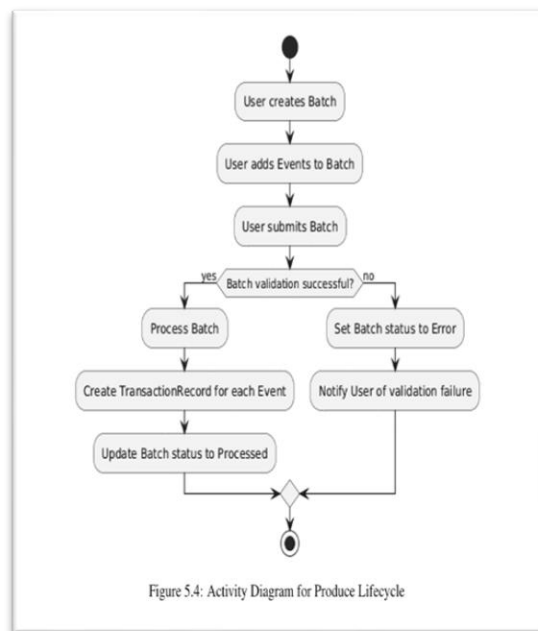 User creates Batch
User adds Events to Batch
User submits Batch
yes
Batch validation successful?
no
Process Batch
Set Batch status to Error
Create TransactionRecord for each Event
Notify User of validation failure
Update Batch status to Processed
Figure 5.4: Activity Diagram for Produce Lifecycle